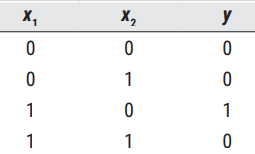 x₁ x₂ y
0 0 0
0 1 0
1 0 1
1 1 0